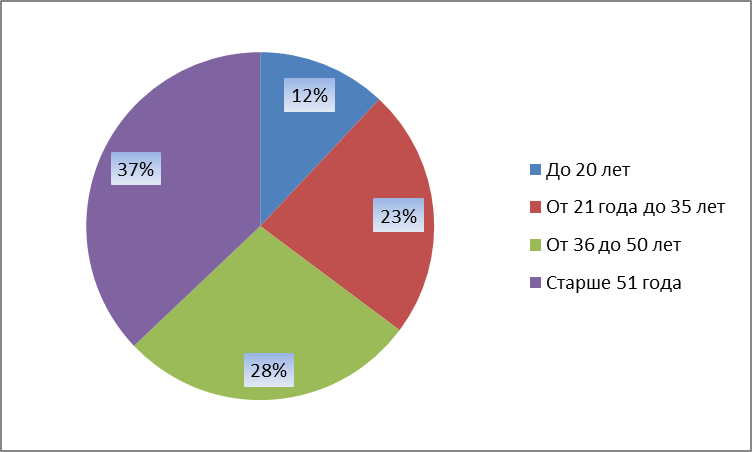 12%
37%
23%
28%
До 20 лет
От 21 года до 35 лет
От 36 до 50 лет
Старше 51 года